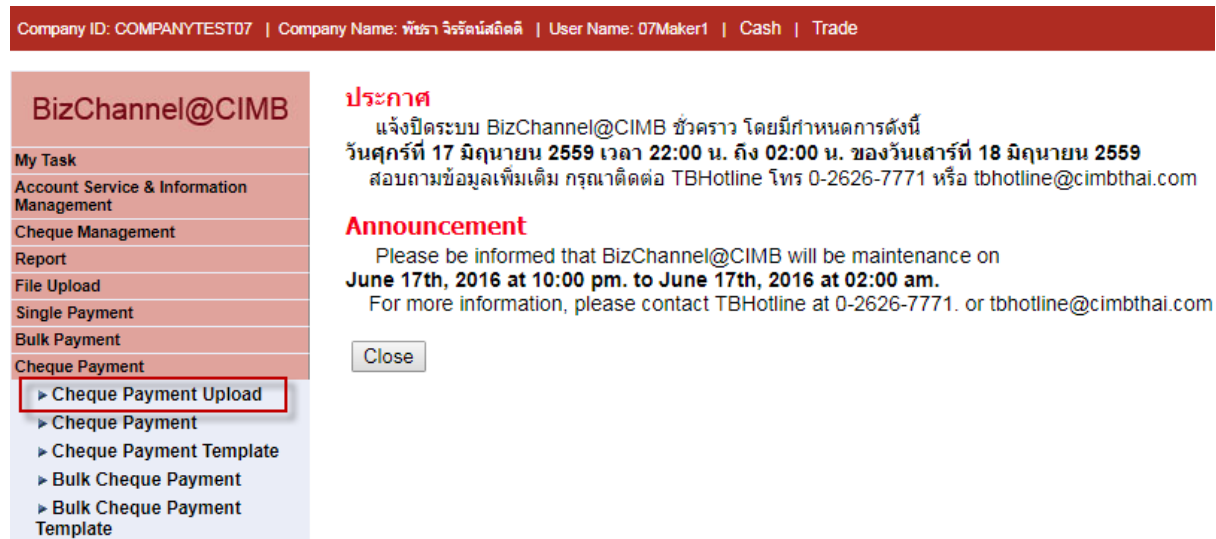 Company ID: COMPANYTEST07 | Company Name: พัชรา จิรรัตน์สถิตดี | User Name: 07Maker1 | Cash | Trade
BizChannel@CIMB
My Task
Account Service & Information
Management
Cheque Management
Report
File Upload
Single Payment
Bulk Payment
Cheque Payment
Cheque Payment Upload
Cheque Payment
Cheque Payment Template
Bulk Cheque Payment
Bulk Cheque Payment
Template
ประกาศ
แจ้งปิดระบบ BizChannel@CIMB ชั่วคราว โดยมีกำหนดการดังนี้
วันศุกร์ที่ 17 มิถุนายน 2559 เวลา 22:00 น. ถึง 02:00 น. ของวันเสาร์ที่ 18 มิถุนายน 2559
สอบถามข้อมูลเพิ่มเติม กรุณาติดต่อ TBHotline โทร 0-2626-7771 หรือ tbhotline@cimbthai.com
Announcement
Please be informed that BizChannel@CIMB will be maintenance on
June 17th, 2016 at 10:00 pm. to June 17th, 2016 at 02:00 am.
For more information, please contact TBHotline at 0-2626-7771. or tbhotline@cimbthai.com
Close